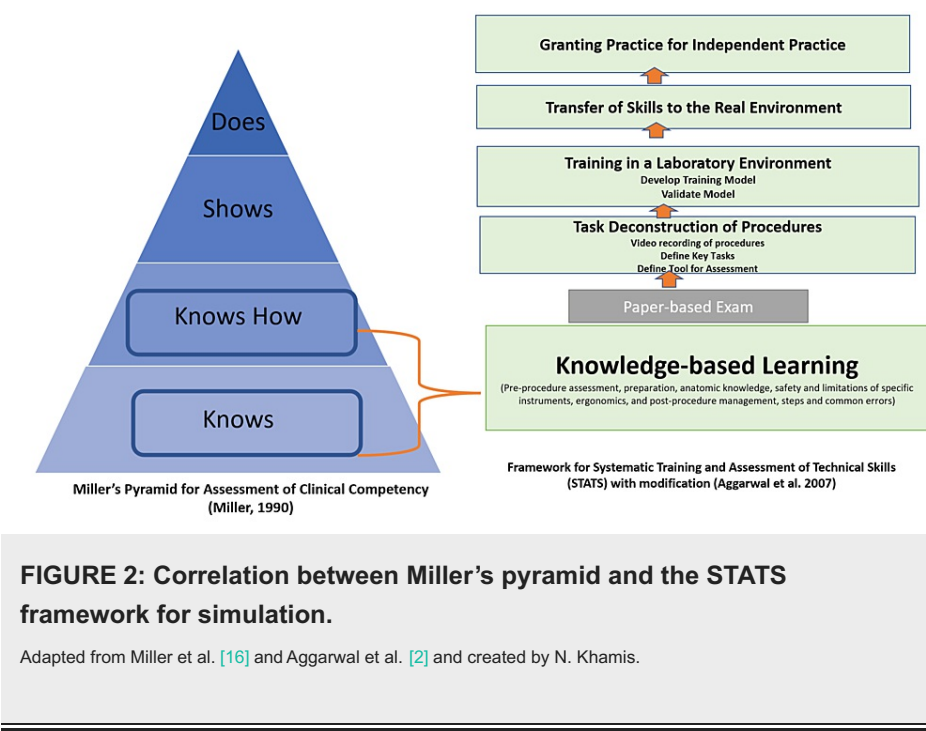 Does
Shows
Knows How
Knows
Miller’s Pyramid for Assessment of Clinical Competency
(Miller, 1990)
Granting Practice for Independent Practice
Transfer of Skills to the Real Environment
Training in a Laboratory Environment
Develop Training Model
Validate Model
Task Deconstruction of Procedures
Video recording of procedures
Define Key Tasks
Define Tool for Assessment
Paper-based Exam
Knowledge-based Learning
(Pre-procedure assessment, preparation, anatomic knowledge, safety and limitations of specific
instruments, ergonomics, and post-procedure management, steps and common errors)
Framework for Systematic Training and Assessment of Technical Skills
(STATS) with modification (Aggarwal et al. 2007)
FIGURE 2: Correlation between Miller’s pyramid and the STATS
framework for simulation.
Adapted from Miller et al. [16] and Aggarwal et al. [2] and created by N. Khamis.